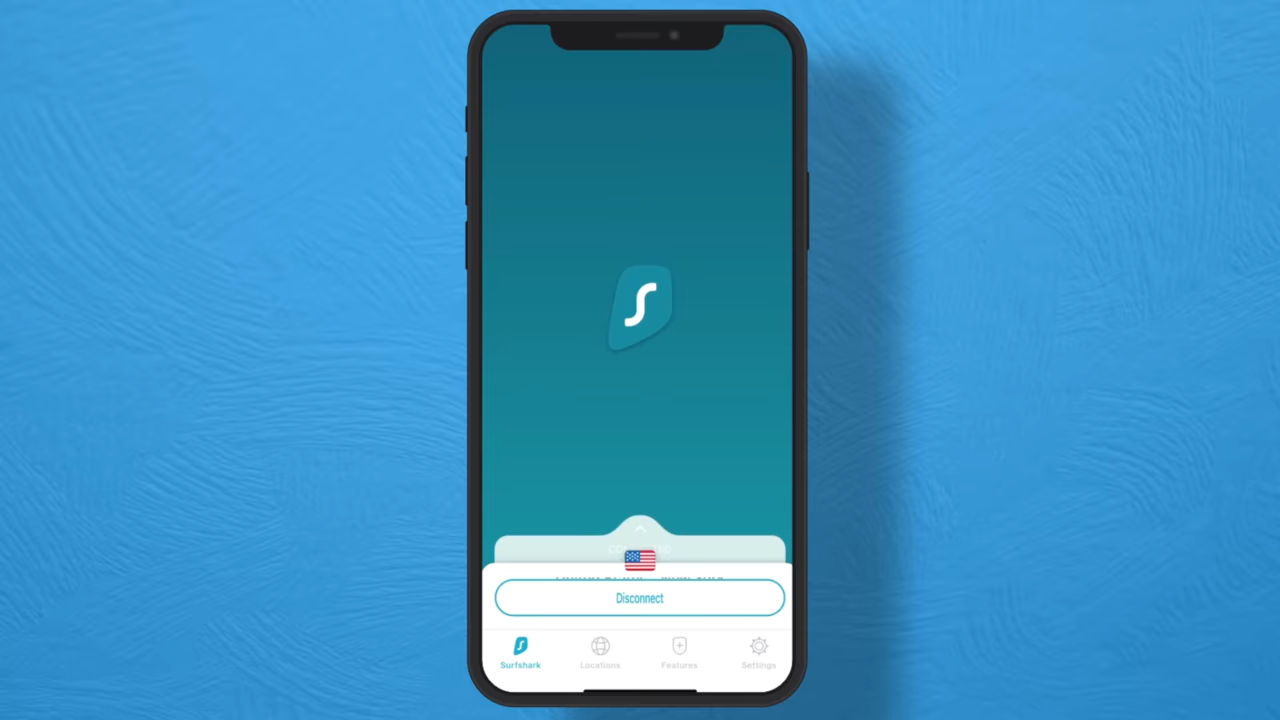 Disconnect
Surfshark
Locations
Features
Settings